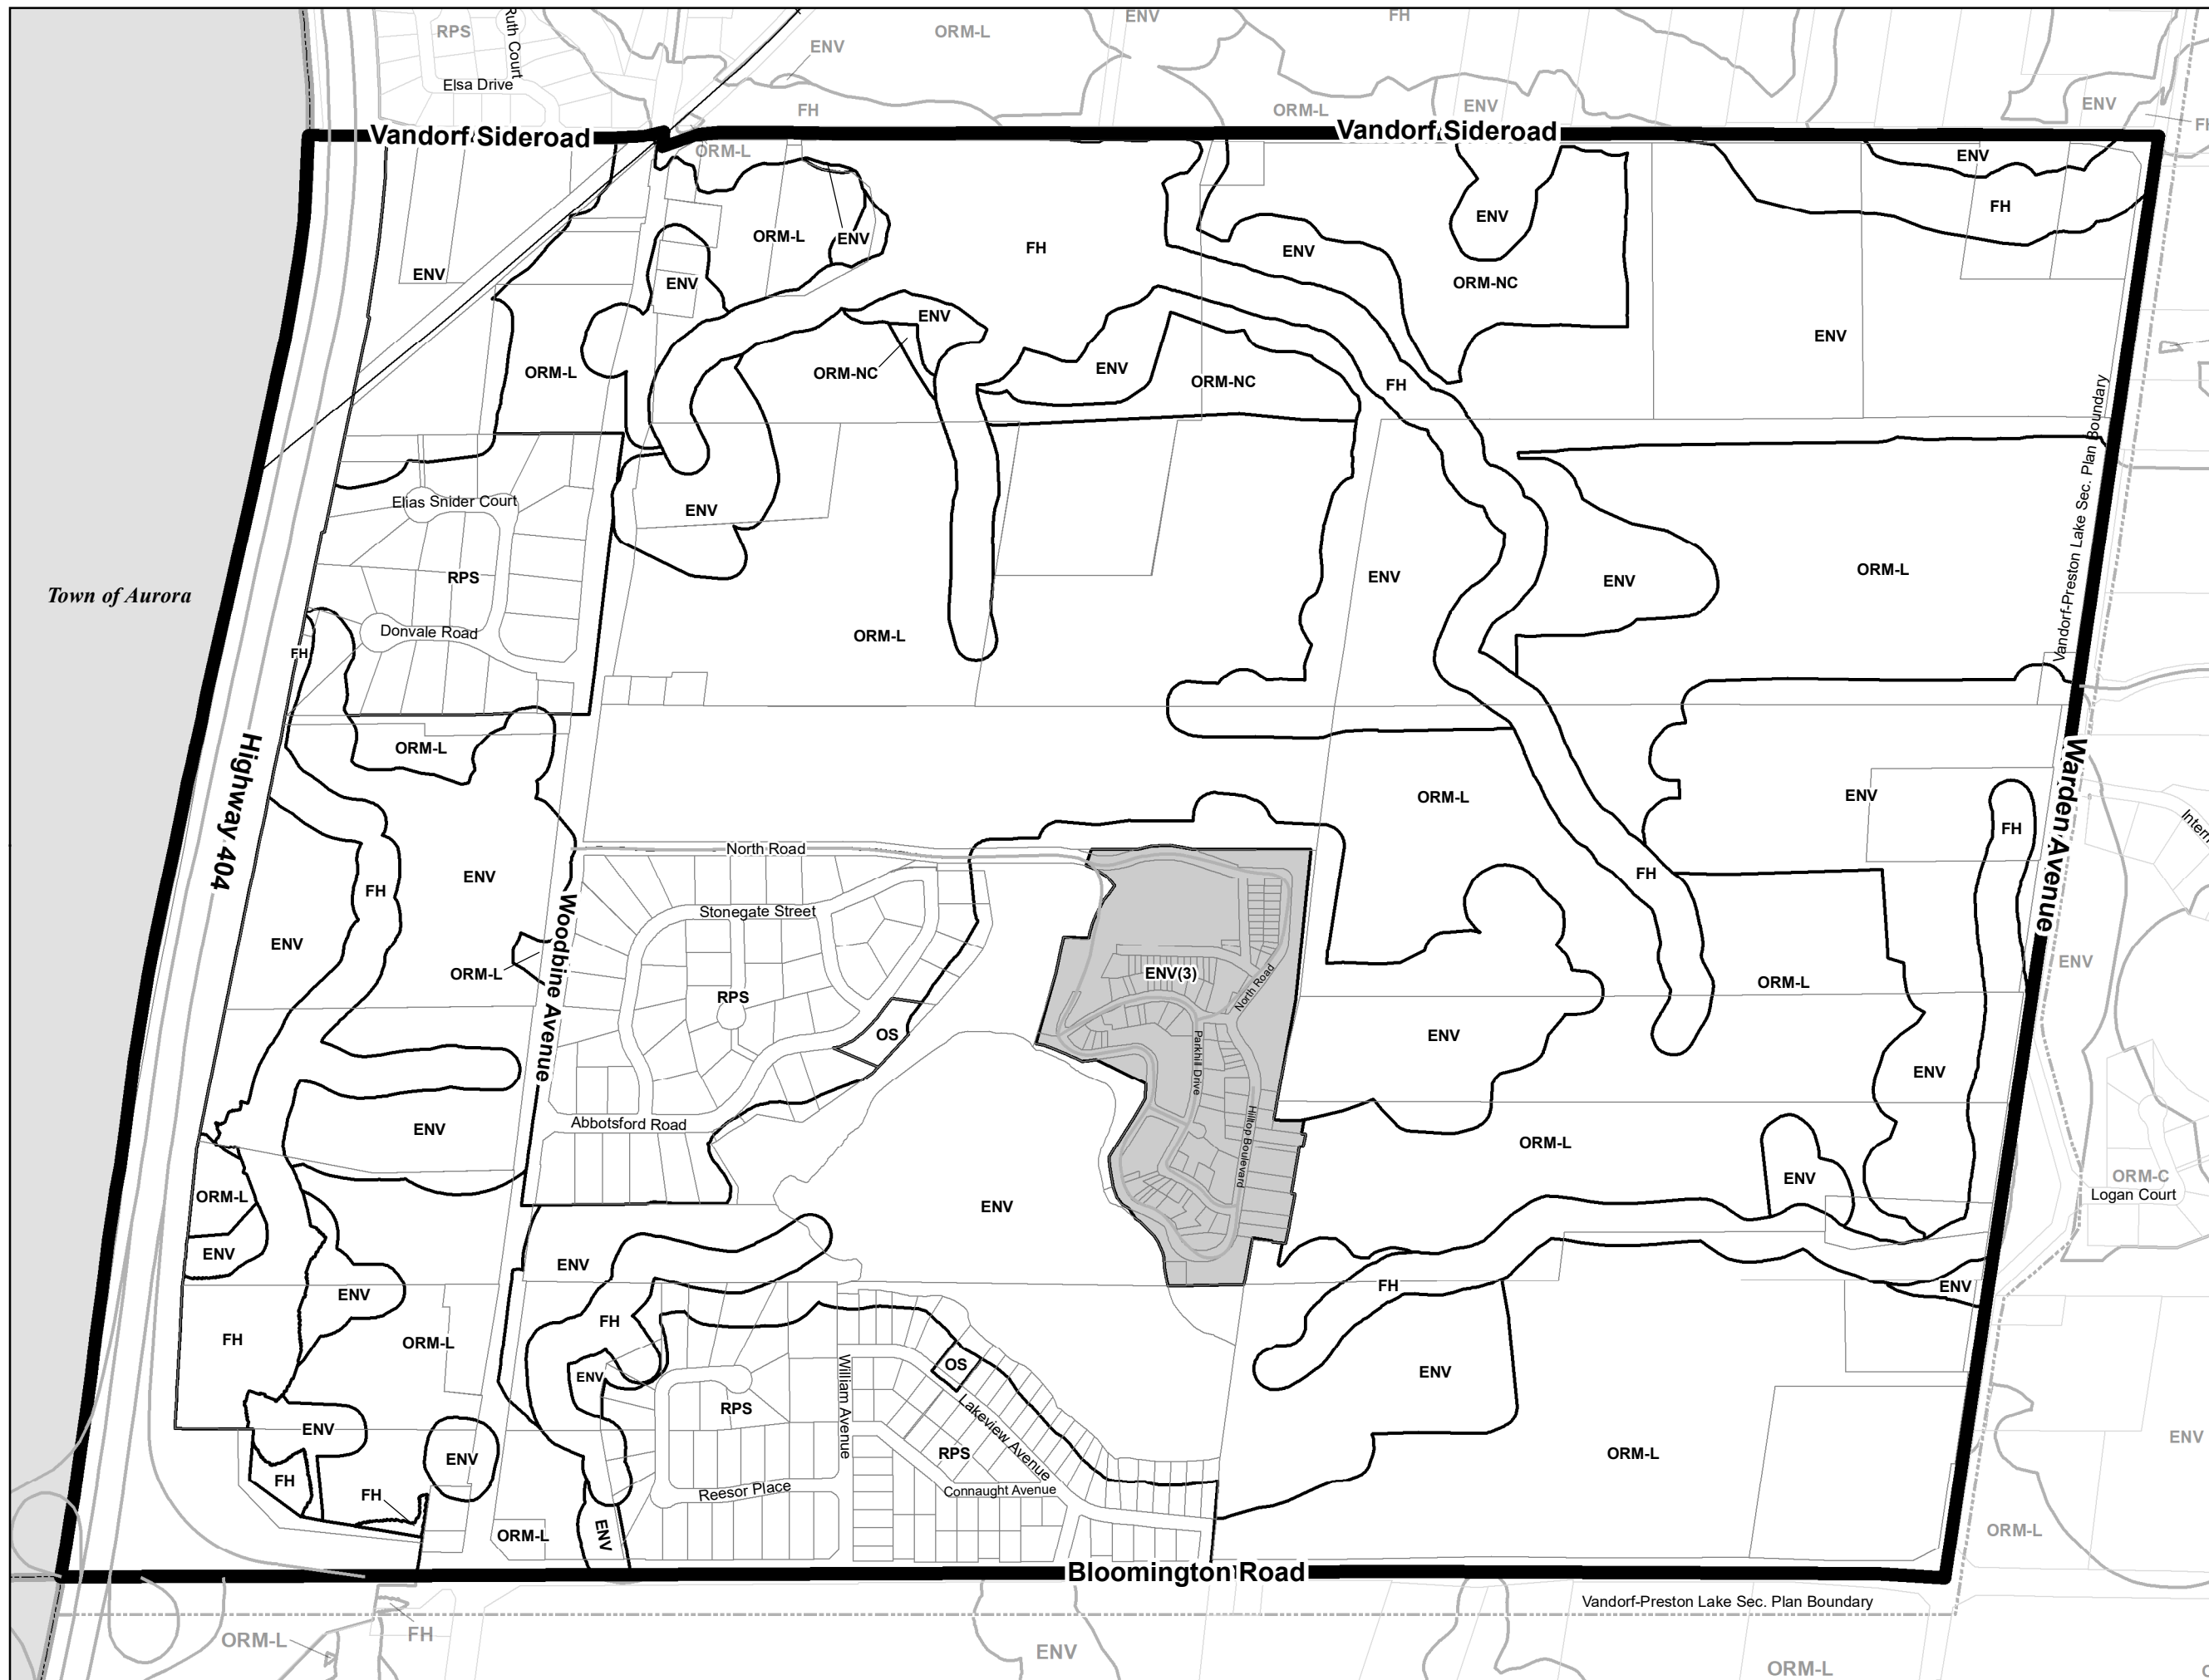 ENV
FH
RPS
Ruth Court
ORM-L
ENV
Elsa Drive
FH
ORM-L
ENV
ENV
Vandorf Sideroad
Vandorf Sideroad
ORM-L
ENV
ENV
FH
ORM-L
ENV
FH
ENV
ENV
ENV
ORM-NC
ENV
ENV
ENV
ORM-L
ORM-NC
ENV
ORM-NC
FH
Vandorf-Preston Lake Sec. Plan Boundary
Elias Snider Court
ENV
RPS
ENV
ENV
ORM-L
Town of Aurora
Donvale Road
ORM-L
FH
ORM-L
Highway 404
ORM-L
ENV
Warden Avenue
FH
North Road
ENV
FH
FH
Stonegate Street
Woodbine Avenue
ENV
ENV
ORM-L
ENV(3)
ORM-L
RPS
North Road
OS
ENV
Parkhill Drive
ENV
Abbotsford Road
ENV
Hilltop Boulevard
ORM-L
ORM-L
ENV
ORM-C
Logan Court
ENV
ENV
ENV
ENV
FH
ENV
FH
FH
ORM-L
William Avenue
OS
ENV
ENV
RPS
Lakeview Avenue
ENV
ENV
ENV
RPS
ORM-L
FH
FH
Reesor Place
Connaught Avenue
ORM-L
ENV
ORM-L
Bloomington Road
Vandorf-Preston Lake Sec. Plan Boundary
ORM-L
FH
ENV
ORM-L